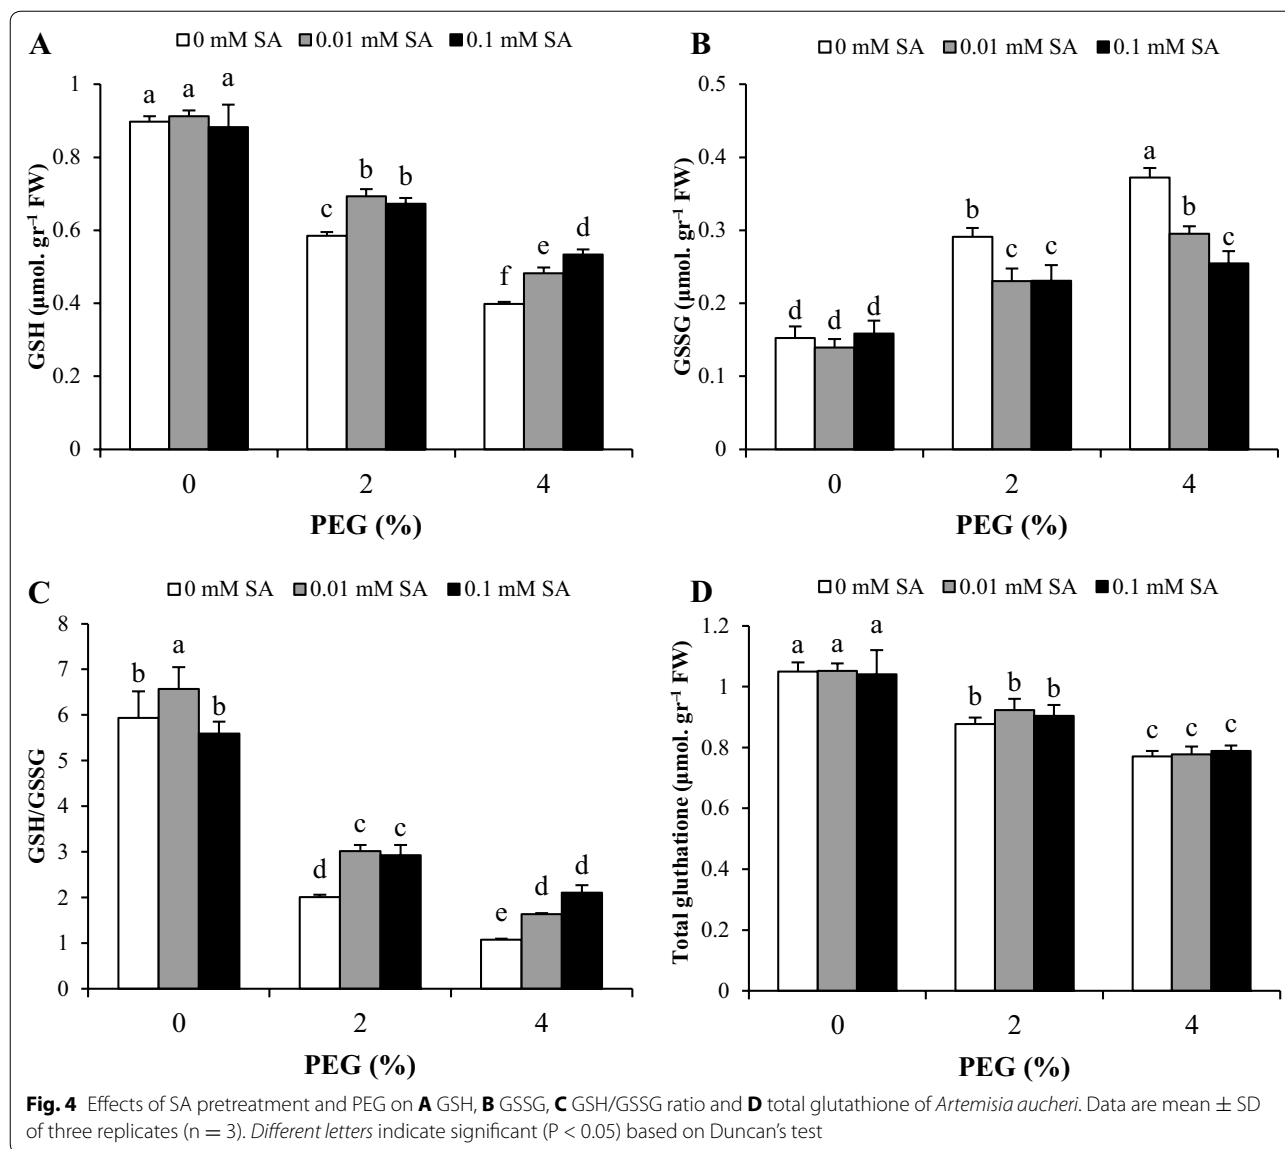 A
0 mM SA 0.01 mM SA 0.1 mM SA
GSH (μmol. gr⁻¹ FW)
1
0.8
0.6
0.4
0.2
0
a a a
c b b
f e d
0 2 4
PEG (%)
B
0 mM SA 0.01 mM SA 0.1 mM SA
GSSG (μmol. gr⁻¹ FW)
0.5
0.4
0.3
0.2
0.1
0
d d d
b c c
a b c
0 2 4
PEG (%)
C
0 mM SA 0.01 mM SA 0.1 mM SA
GSH/GSSG
8
7
6
5
4
3
2
1
0
b a b
d c c
e d d
0 2 4
PEG (%)
D
0 mM SA 0.01 mM SA 0.1 mM SA
Total gluthatione (μmol. gr⁻¹ FW)
1.2
1
0.8
0.6
0.4
0.2
0
a a a
b b b
c c c
0 2 4
PEG (%)
Fig. 4 Effects of SA pretreatment and PEG on A GSH, B GSSG, C GSH/GSSG ratio and D total glutathione of Artemisia aucheri. Data are mean ± SD
of three replicates (n = 3). Different letters indicate significant (P < 0.05) based on Duncan's test